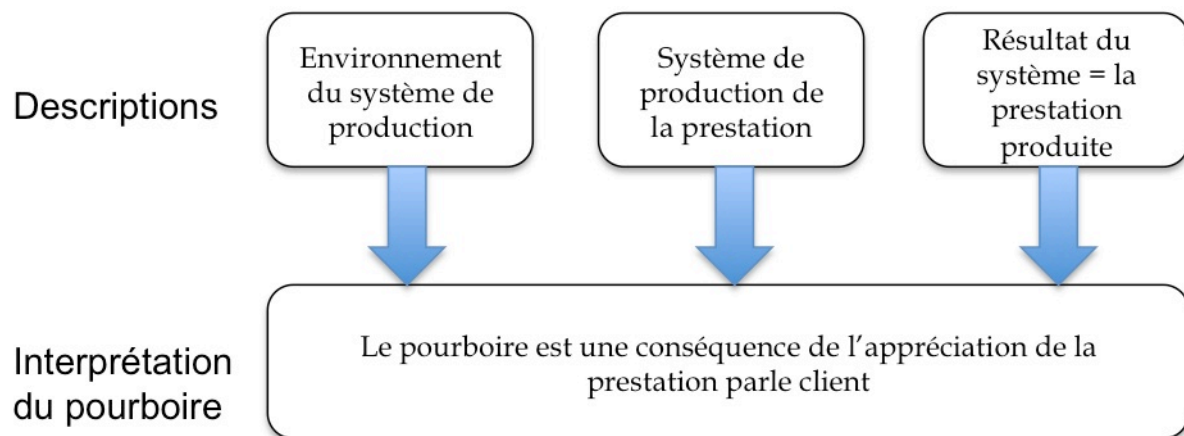 Descriptions
Environnement
du système de
production
Système de
production de
la prestation
Résultat du
système = la
prestation
produite
Interprétation
du pourboire
Le pourboire est une conséquence de l’appréciation de la
prestation parle client